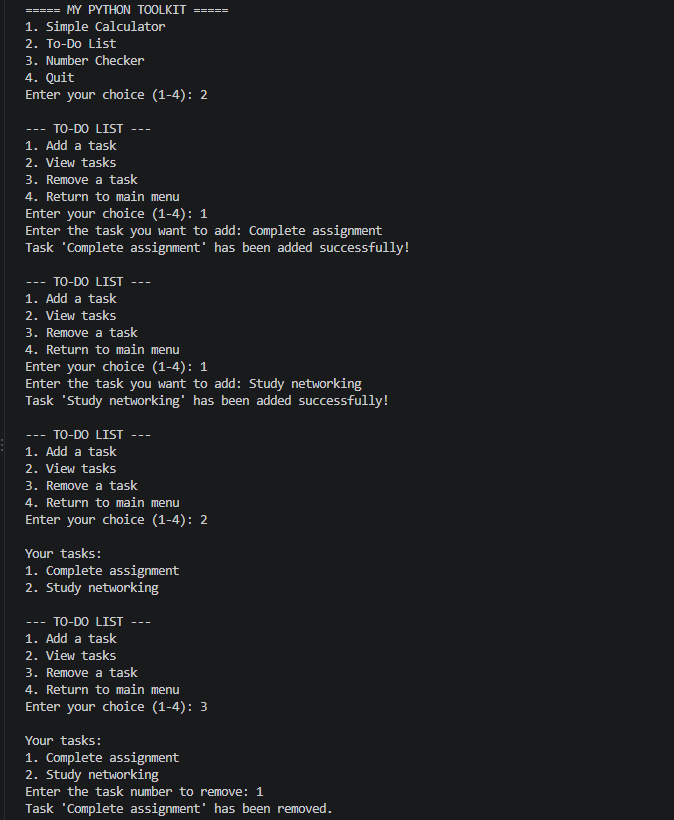 ===== MY PYTHON TOOLKIT =====
1. Simple Calculator
2. To-Do List
3. Number Checker
4. Quit
Enter your choice (1-4): 2
--- TO-DO LIST ---
1. Add a task
2. View tasks
3. Remove a task
4. Return to main menu
Enter your choice (1-4): 1
Enter the task you want to add: Complete assignment
Task 'Complete assignment' has been added successfully!
--- TO-DO LIST ---
1. Add a task
2. View tasks
3. Remove a task
4. Return to main menu
Enter your choice (1-4): 1
Enter the task you want to add: Study networking
Task 'Study networking' has been added successfully!
--- TO-DO LIST ---
1. Add a task
2. View tasks
3. Remove a task
4. Return to main menu
Enter your choice (1-4): 2
Your tasks:
1. Complete assignment
2. Study networking
--- TO-DO LIST ---
1. Add a task
2. View tasks
3. Remove a task
4. Return to main menu
Enter your choice (1-4): 3
Your tasks:
1. Complete assignment
2. Study networking
Enter the task number to remove: 1
Task 'Complete assignment' has been removed.